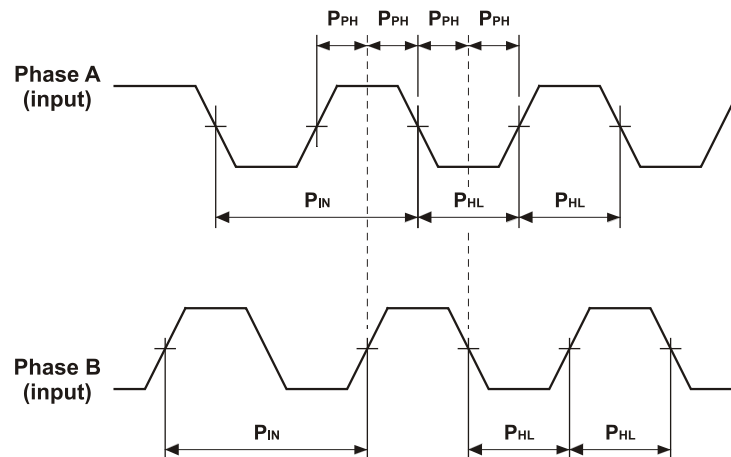 PPH PPH PPH PPH
Phase A
(input)
PIN PHL PHL
Phase B
(input)
PIN PHL PHL